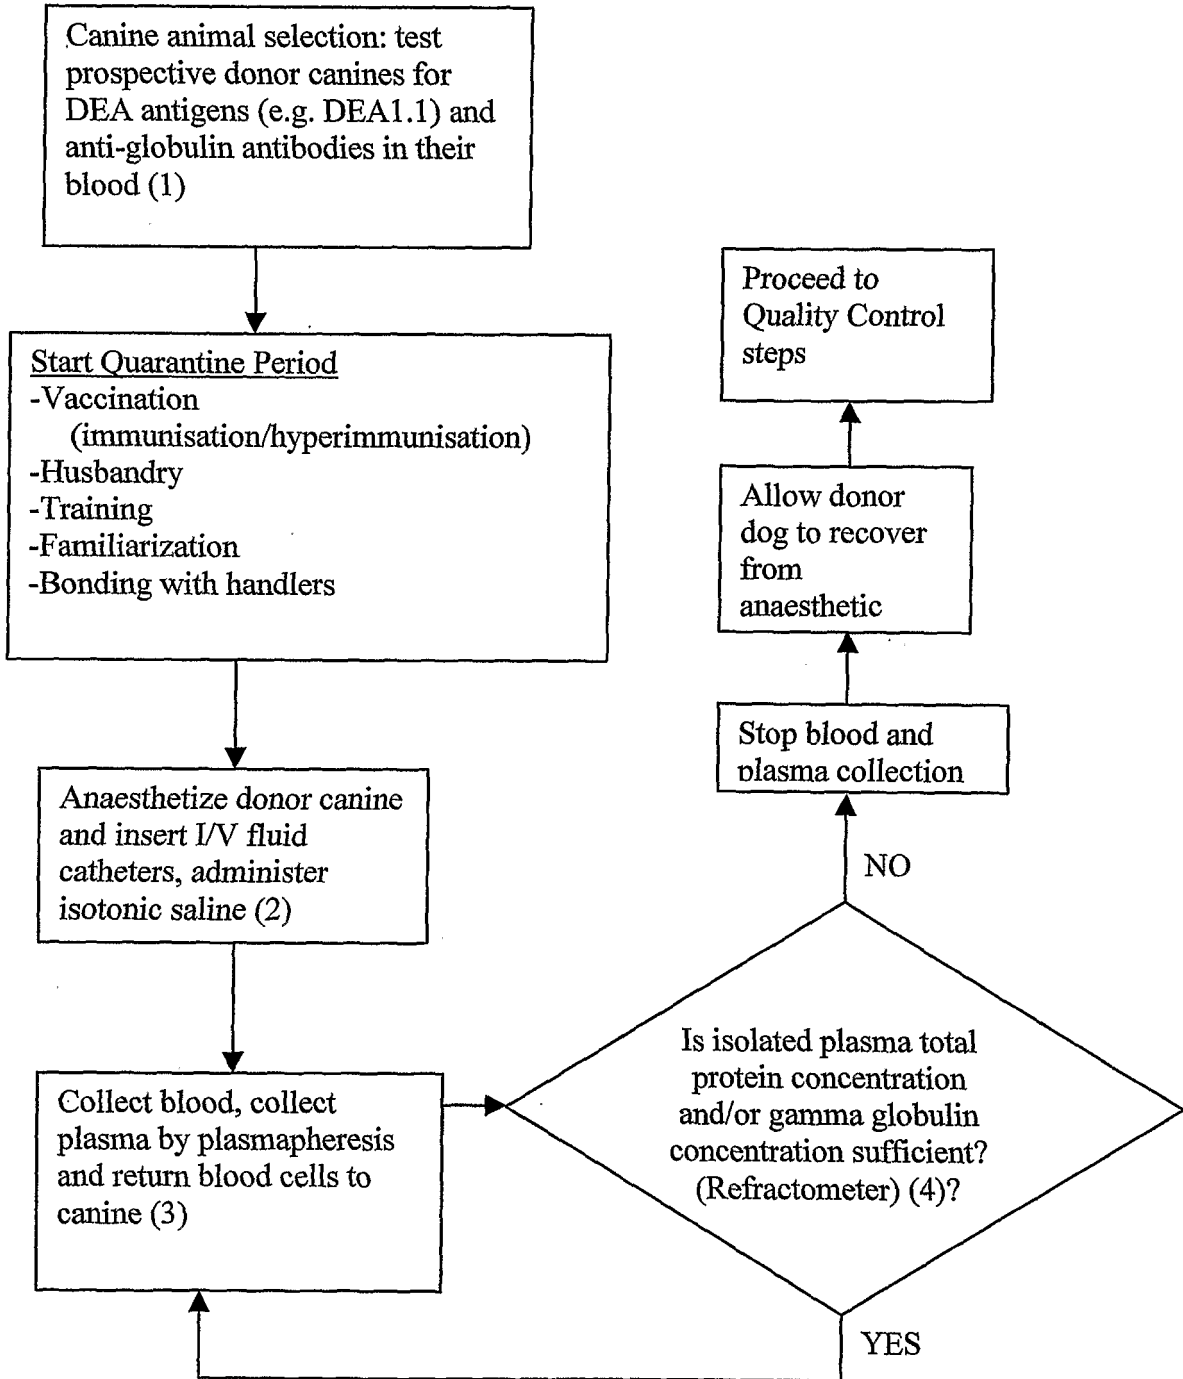 Canine animal selection: test
prospective donor canines for
DEA antigens (e.g. DEA1.1) and
anti-globulin antibodies in their
blood (1)
Start Quarantine Period
-Vaccination
(immunisation/hyperimmunisation)
-Husbandry
-Training
-Familiarization
-Bonding with handlers
Anaesthetize donor canine
and insert I/V fluid
catheters, administer
isotonic saline (2)
Collect blood, collect
plasma by plasmapheresis
and return blood cells to
canine (3)
Is isolated plasma total
protein concentration
and/or gamma globulin
concentration sufficient?
(Refractometer) (4)?
YES
NO
Stop blood and
plasma collection
Allow donor
dog to recover
from
anaesthetic
Proceed to
Quality Control
steps